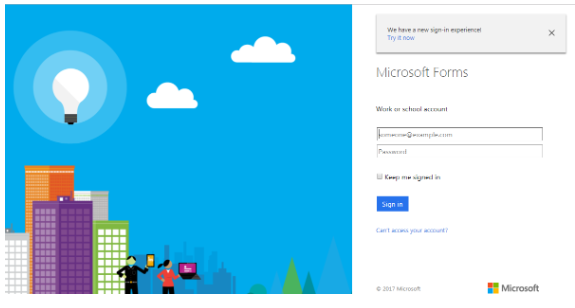 We have a new sign-in experience!
Try it now
Microsoft Forms
Work or school account
someone@example.com
Password
Keep me signed in
Sign in
Can't access your account?
© 2017 Microsoft
Microsoft